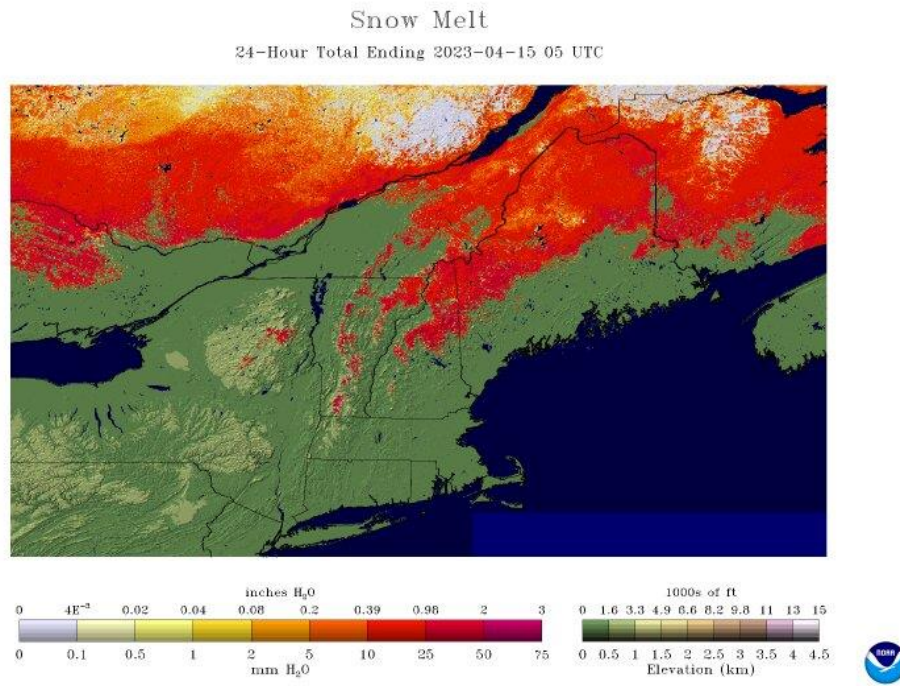 Snow Melt
24-Hour Total Ending 2023-04-15 05 UTC
inches H₂O
0 4E⁻³ 0.02 0.04 0.08 0.2 0.39 0.98 2 3
0 0.1 0.5 1 2 5 10 25 50 75
mm H₂O
1000s of ft
0 1.6 3.3 4.9 6.6 8.2 9.8 11 13 15
0 0.5 1 1.5 2 2.5 3 3.5 4 4.5
Elevation (km)
NOAA